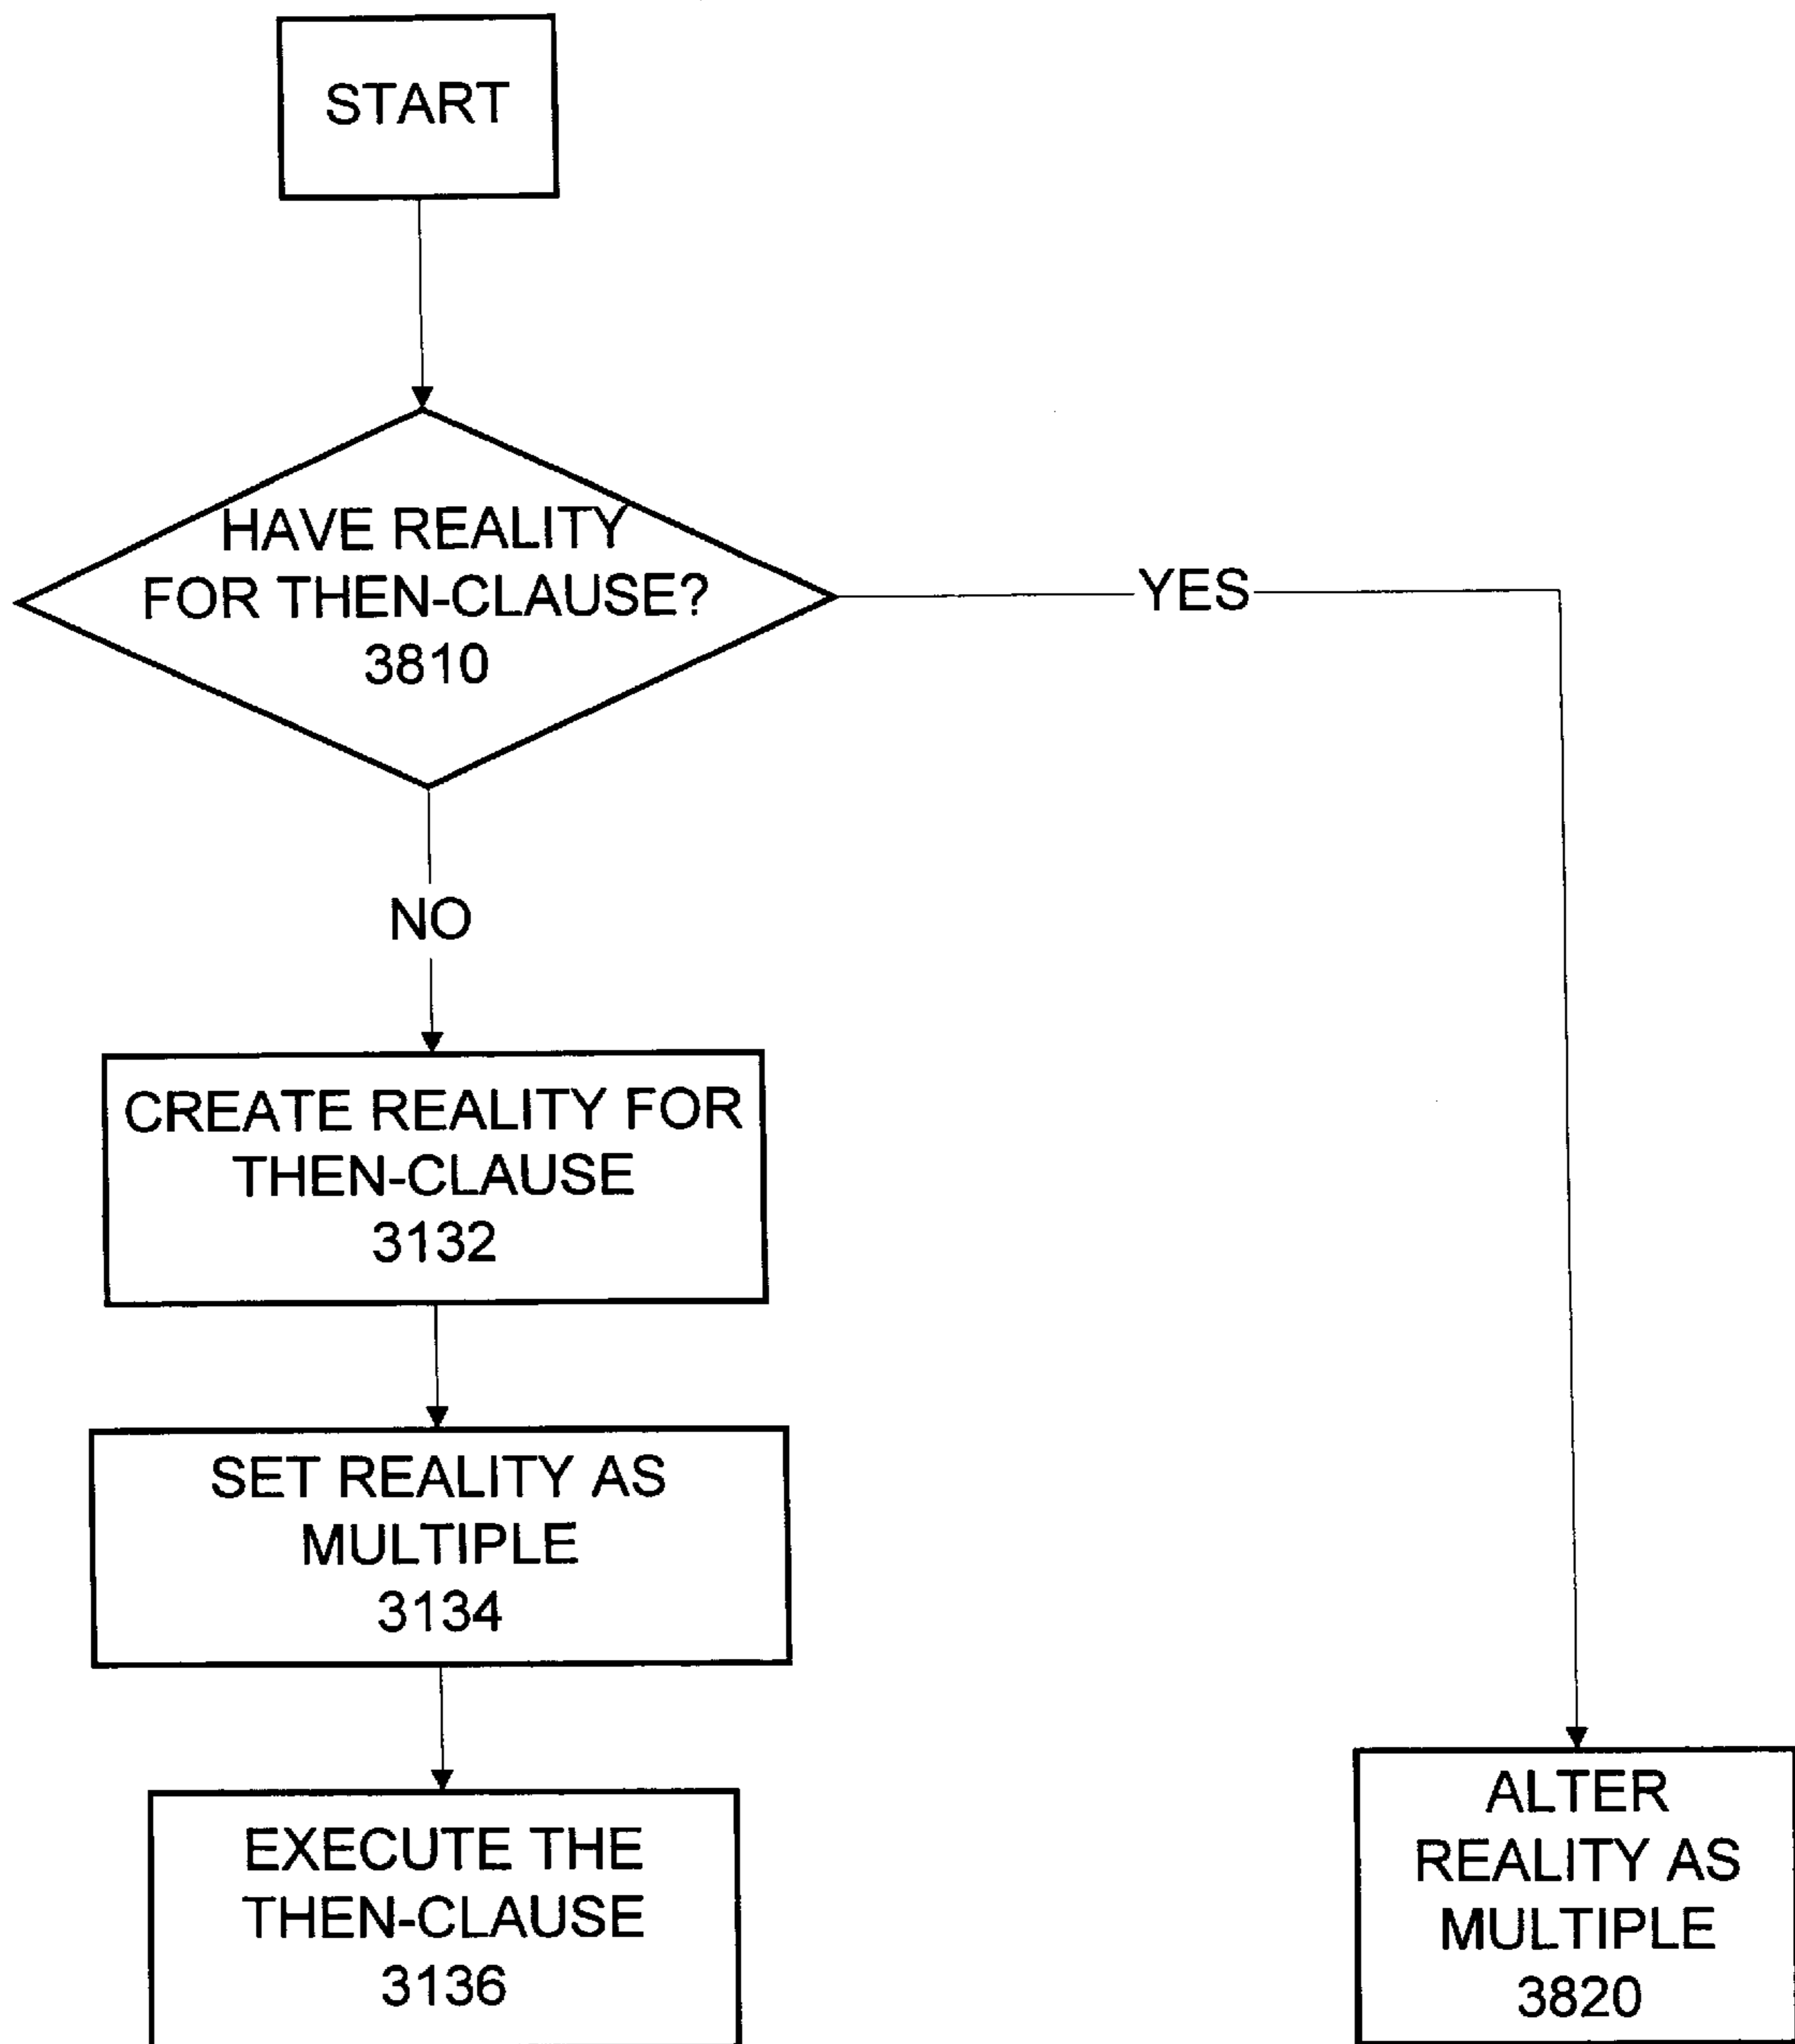 START
HAVE REALITY
FOR THEN-CLAUSE?
3810
YES
NO
CREATE REALITY FOR
THEN-CLAUSE
3132
SET REALITY AS
MULTIPLE
3134
EXECUTE THE
THEN-CLAUSE
3136
ALTER
REALITY AS
MULTIPLE
3820